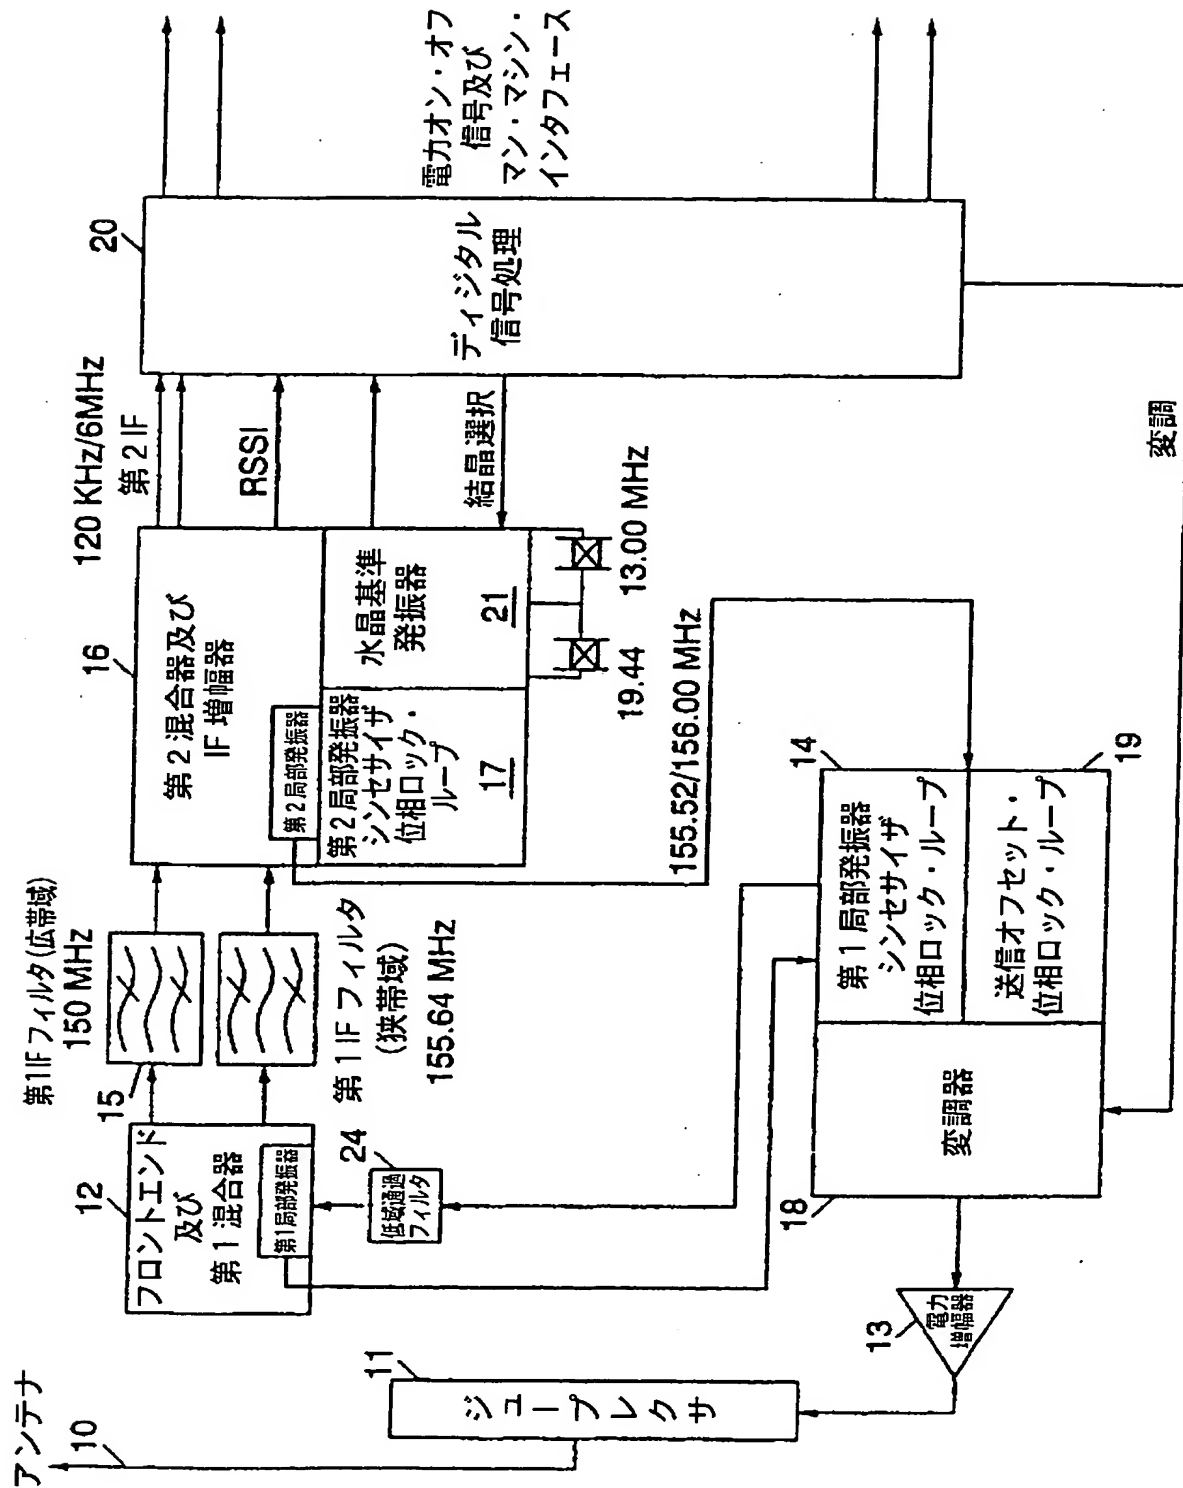 アンテナ
10
ジュープレクサ
11
フロントエンド
及び
第1混合器
12
第1局部発振器
低域通過
フィルタ
24
第1IFフィルタ(広帯域)
150 MHz
15
第1IFフィルタ
(狭帯域)
155.64 MHz
第2混合器及び
IF増幅器
16
第2局部発振器
第2局部発振器
シンセサイザ
位相ロック・
ループ
17
水晶基準
発振器
21
19.44
13.00 MHz
120 KHz/6MHz
第2IF
RSSI
結晶選択
ディジタル
信号処理
20
電力オン・オフ
信号及び
マン・マシン・
インタフェース
155.52/156.00 MHz
第1局部発振器
シンセサイザ
位相ロック・ループ
14
送信オフセット・
位相ロック・ループ
19
変調器
18
電力
増幅器
13
変調